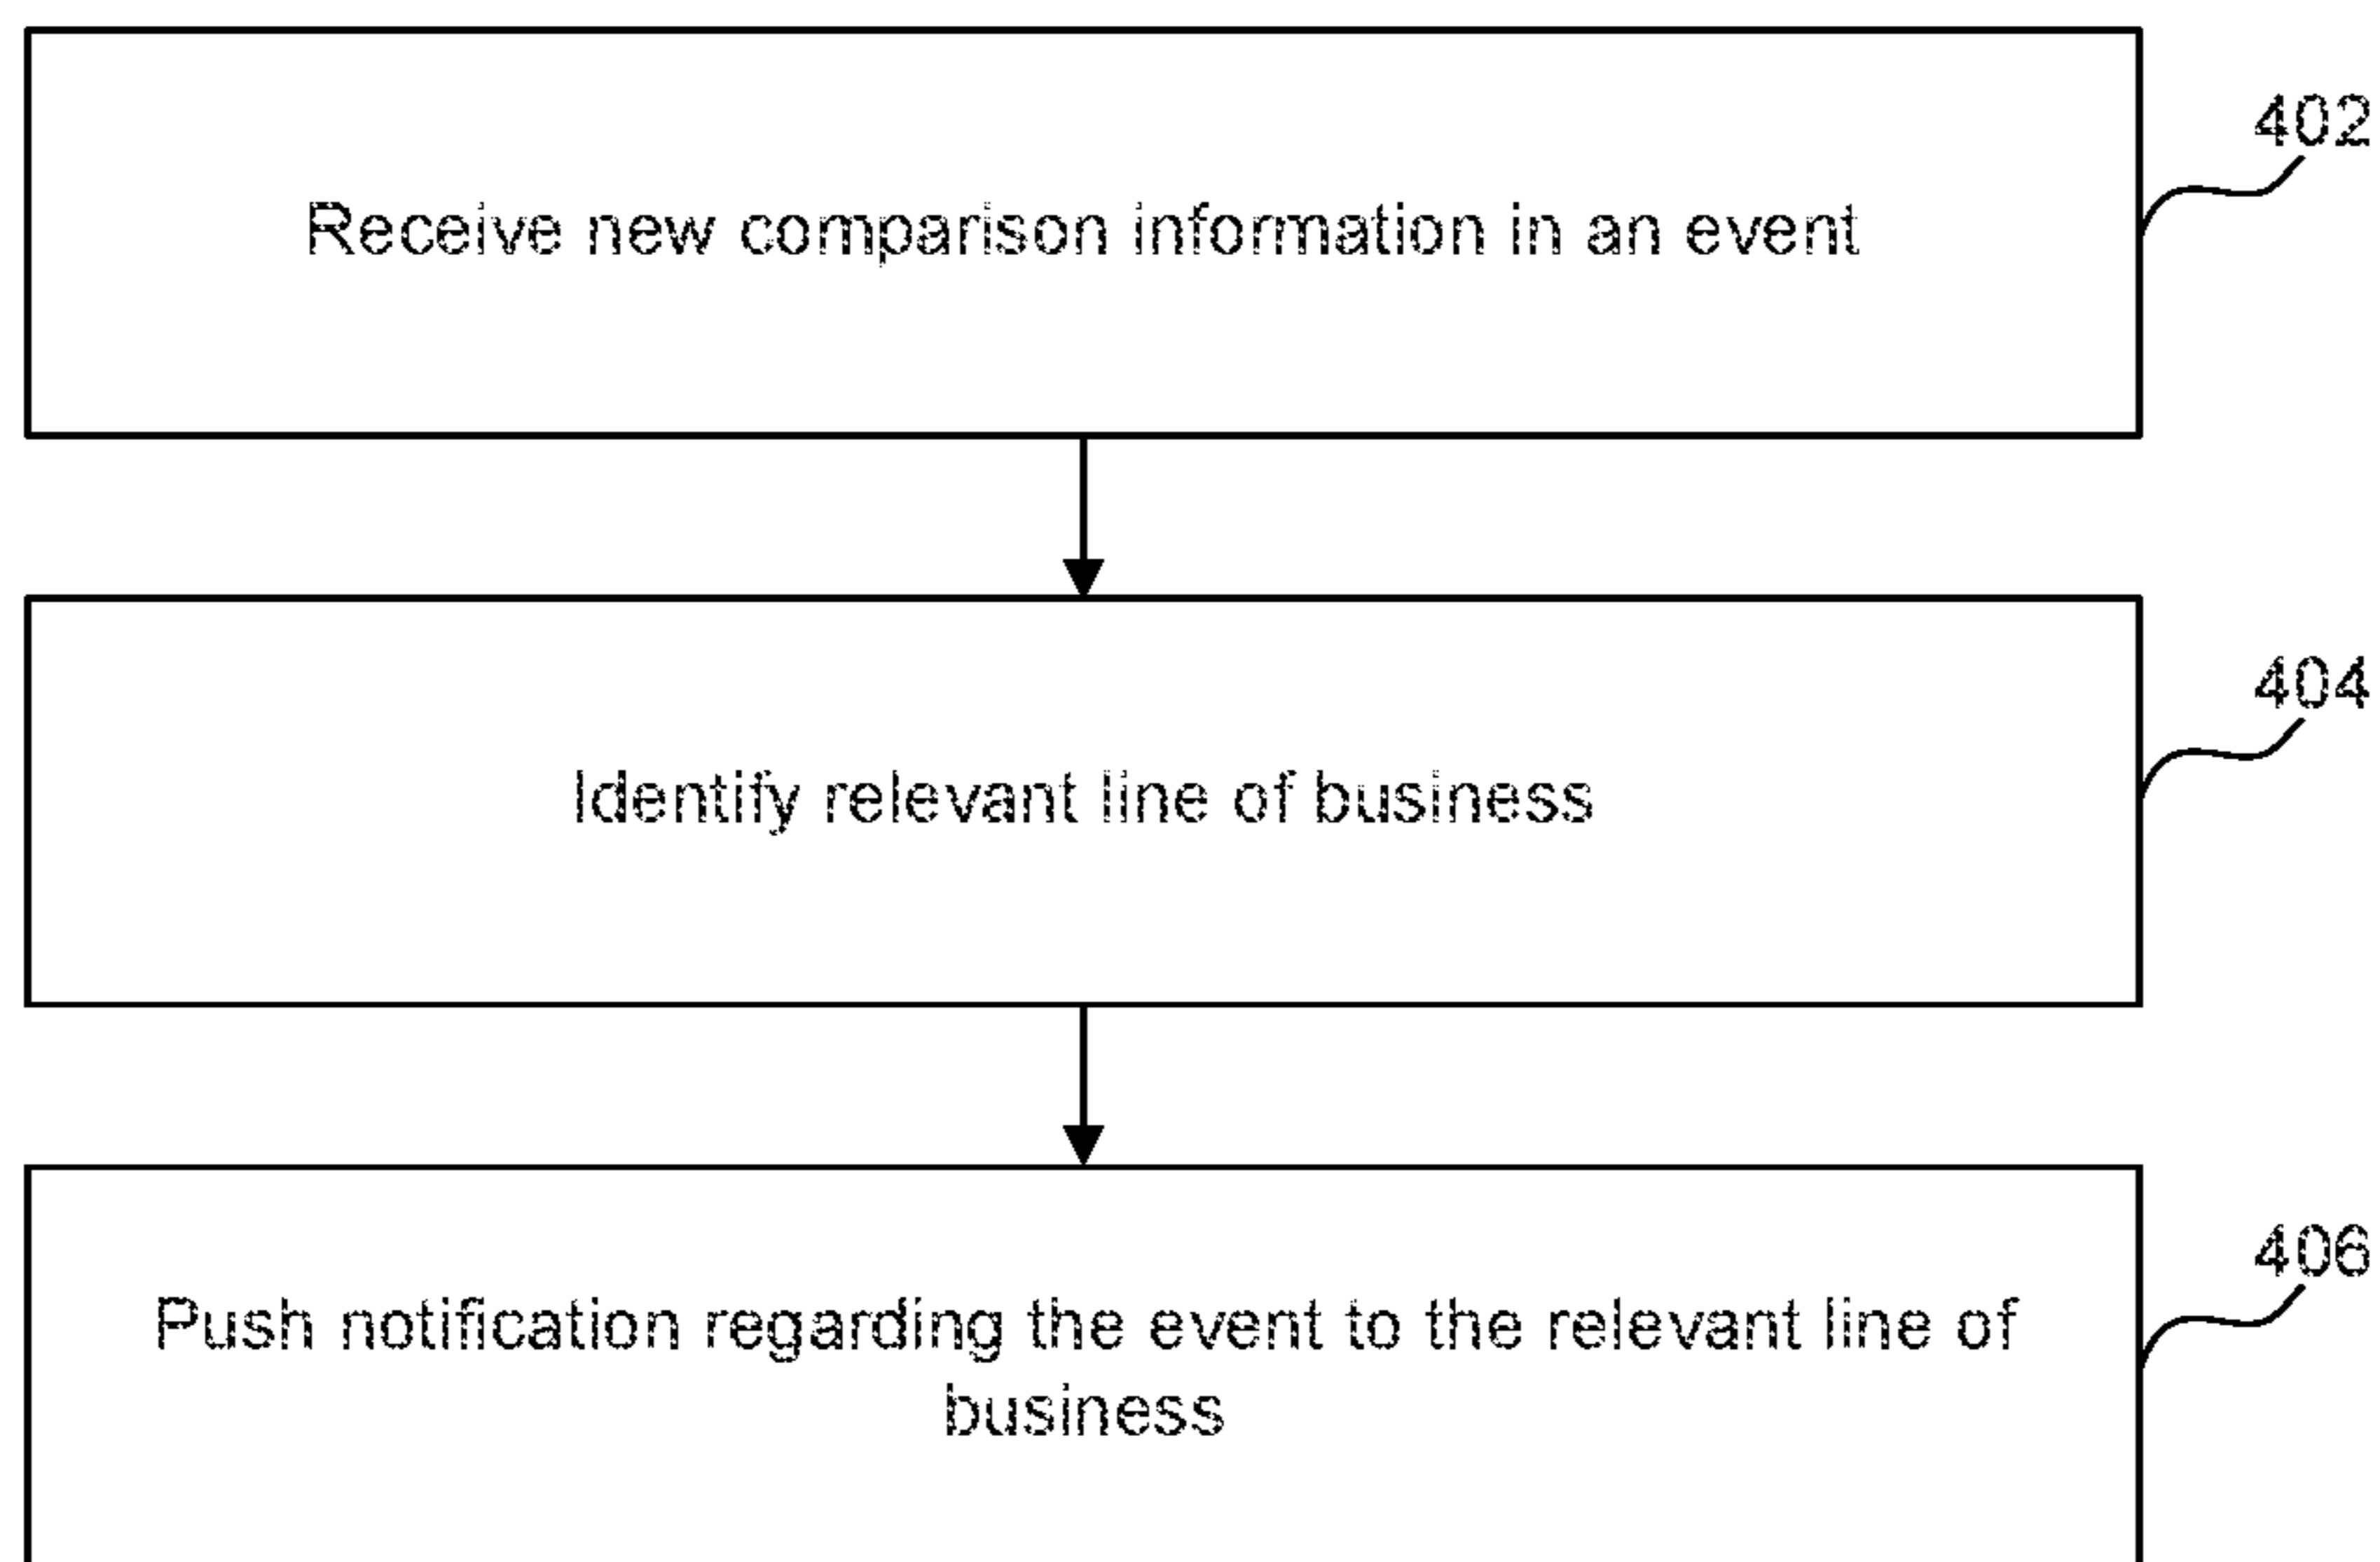 402
Receive new comparison information in an event
404
Identify relevant line of business
406
Push notification regarding the event to the relevant line of
business